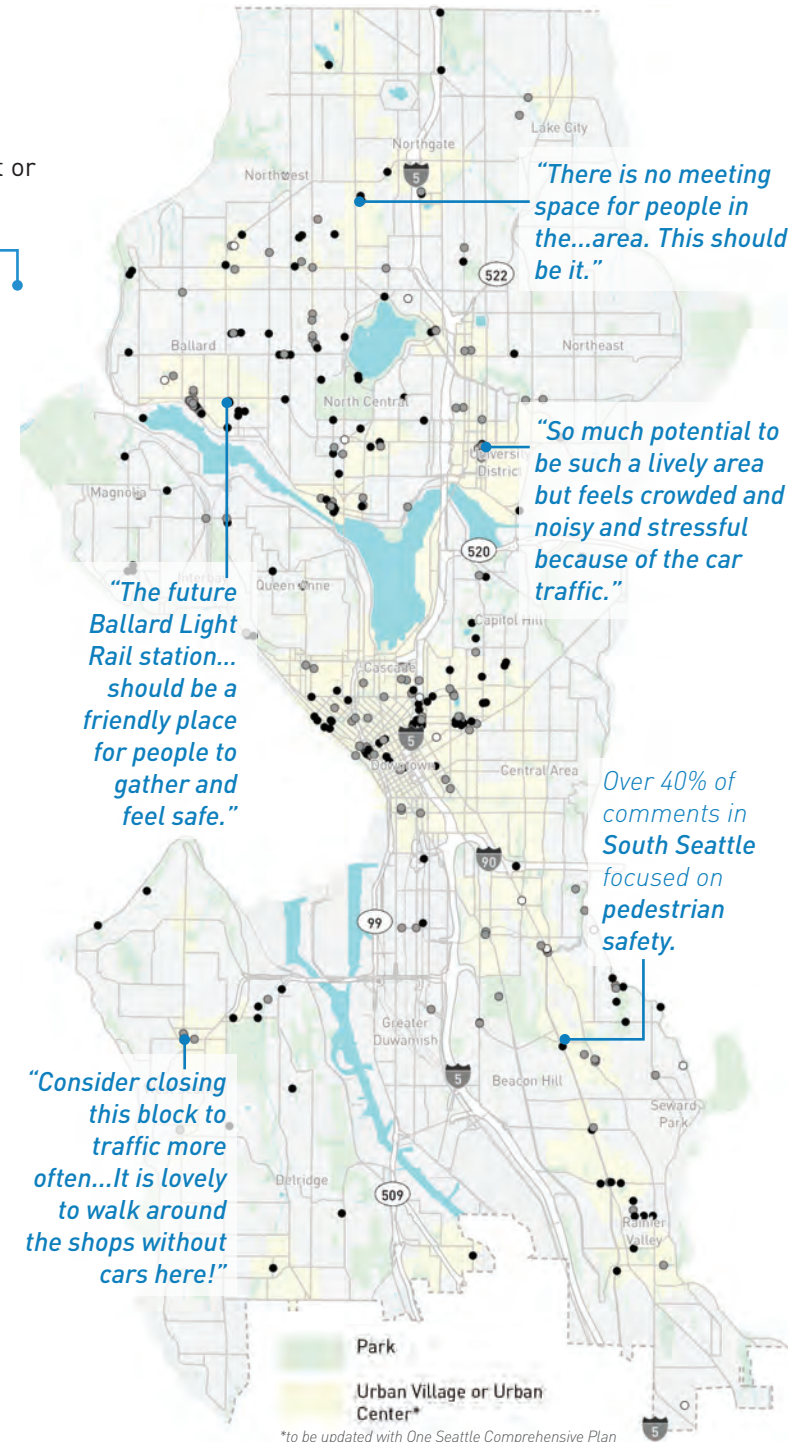 t or
Northgate
Lake City
Northwest
5
"There is no meeting
space for people in
the...area. This should
be it."
522
Ballard
Northeast
North Central
"So much potential to
be such a lively area
but feels crowded and
noisy and stressful
because of the car
traffic."
University
District
Magnolia
520
Interbay
Queen Anne
Capitol Hill
"The future
Ballard Light
Rail station...
should be a
friendly place
for people to
gather and
feel safe."
Cascade
5
Downtown
Central Area
Over 40% of
comments in
South Seattle
focused on
pedestrian
safety.
90
99
Greater
Duwamish
5
Beacon Hill
Seward
Park
"Consider closing
this block to
traffic more
often...It is lovely
to walk around
the shops without
cars here!"
Delridge
509
Rainier
Valley
Park
Urban Village or Urban
Center*
*to be updated with One Seattle Comprehensive Plan
5